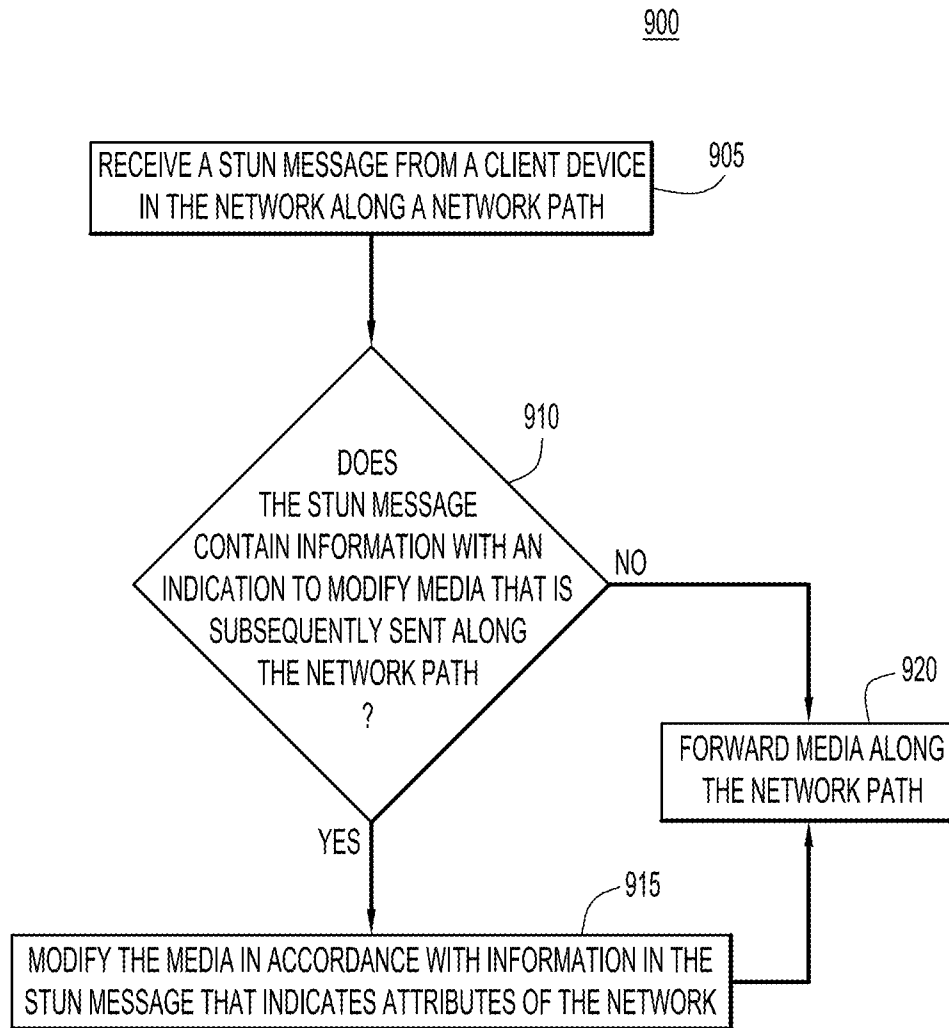 900
RECEIVE A STUN MESSAGE FROM A CLIENT DEVICE
IN THE NETWORK ALONG A NETWORK PATH
905
DOES
THE STUN MESSAGE
CONTAIN INFORMATION WITH AN
INDICATION TO MODIFY MEDIA THAT IS
SUBSEQUENTLY SENT ALONG
THE NETWORK PATH
?
910
NO
YES
920
FORWARD MEDIA ALONG
THE NETWORK PATH
915
MODIFY THE MEDIA IN ACCORDANCE WITH INFORMATION IN THE
STUN MESSAGE THAT INDICATES ATTRIBUTES OF THE NETWORK